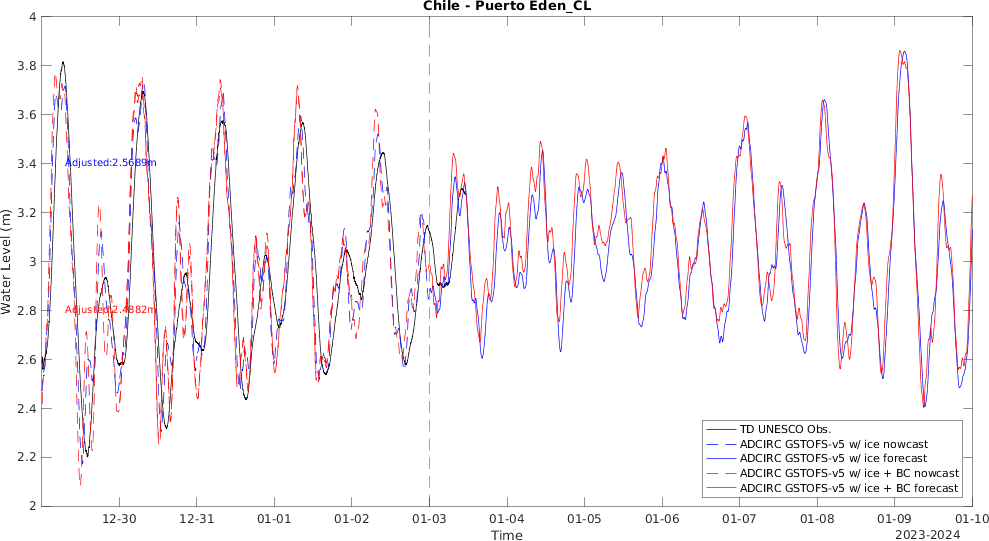 Chile - Puerto Eden_CL
Water Level (m)
4
3.8
3.6
3.4
3.2
3
2.8
2.6
2.4
2.2
2
Adjusted:2.5689m
Adjusted:2.4882m
TD UNESCO Obs.
ADCIRC GSTOFS-v5 w/ ice nowcast
ADCIRC GSTOFS-v5 w/ ice forecast
ADCIRC GSTOFS-v5 w/ ice + BC nowcast
ADCIRC GSTOFS-v5 w/ ice + BC forecast
12-30 12-31 01-01 01-02 01-03 01-04 01-05 01-06 01-07 01-08 01-09 01-10
Time
2023-2024